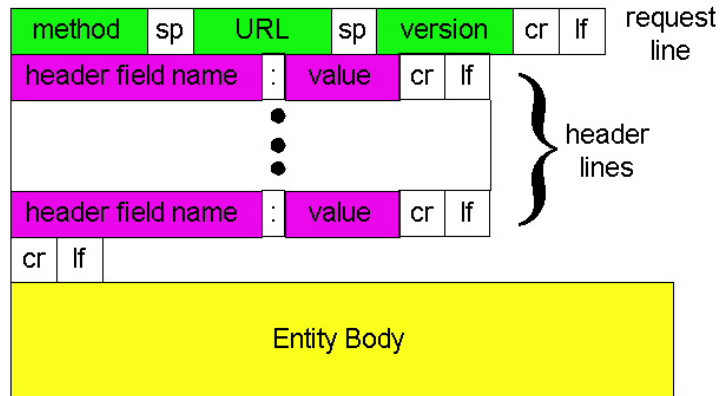 method sp URL sp version cr lf request line
header field name : value cr lf
header lines
header field name : value cr lf
cr lf
Entity Body